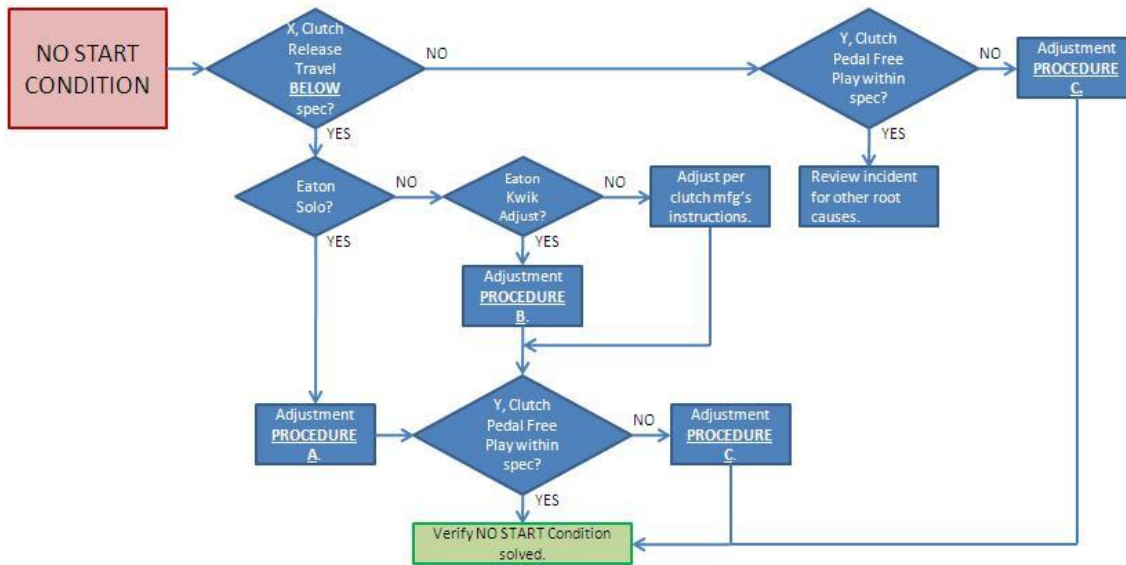 NO START
CONDITION
X, Clutch
Release
Travel
BELOW
spec?
NO
Y, Clutch
Pedal Free
Play within
spec?
NO
Adjustment
PROCEDURE
C.
YES
YES
Eaton
Solo?
NO
Eaton
Kwik
Adjust?
NO
Adjust per
clutch mfg's
instructions.
Review incident
for other root
causes.
YES
YES
Adjustment
PROCEDURE
B.
Adjustment
PROCEDURE
A.
Y, Clutch
Pedal Free
Play within
spec?
NO
Adjustment
PROCEDURE
C.
YES
Verify NO START Condition
solved.